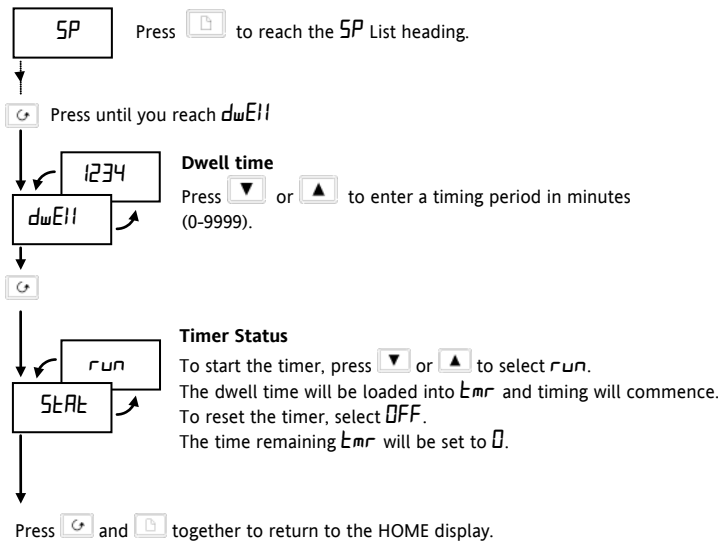 SP Press to reach the SP List heading.
Press until you reach dwEll
1234
dwEll
Dwell time
Press or to enter a timing period in minutes
(0-9999).
run
StAt
Timer Status
To start the timer, press or to select run.
The dwell time will be loaded into tmr and timing will commence.
To reset the timer, select OFF.
The time remaining tmr will be set to 0.
Press and together to return to the HOME display.